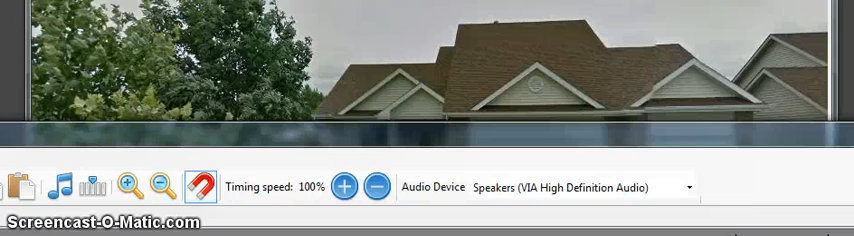 Timing speed: 100% Audio Device Speakers (VIA High Definition Audio)
Screencast-O-Matic.com